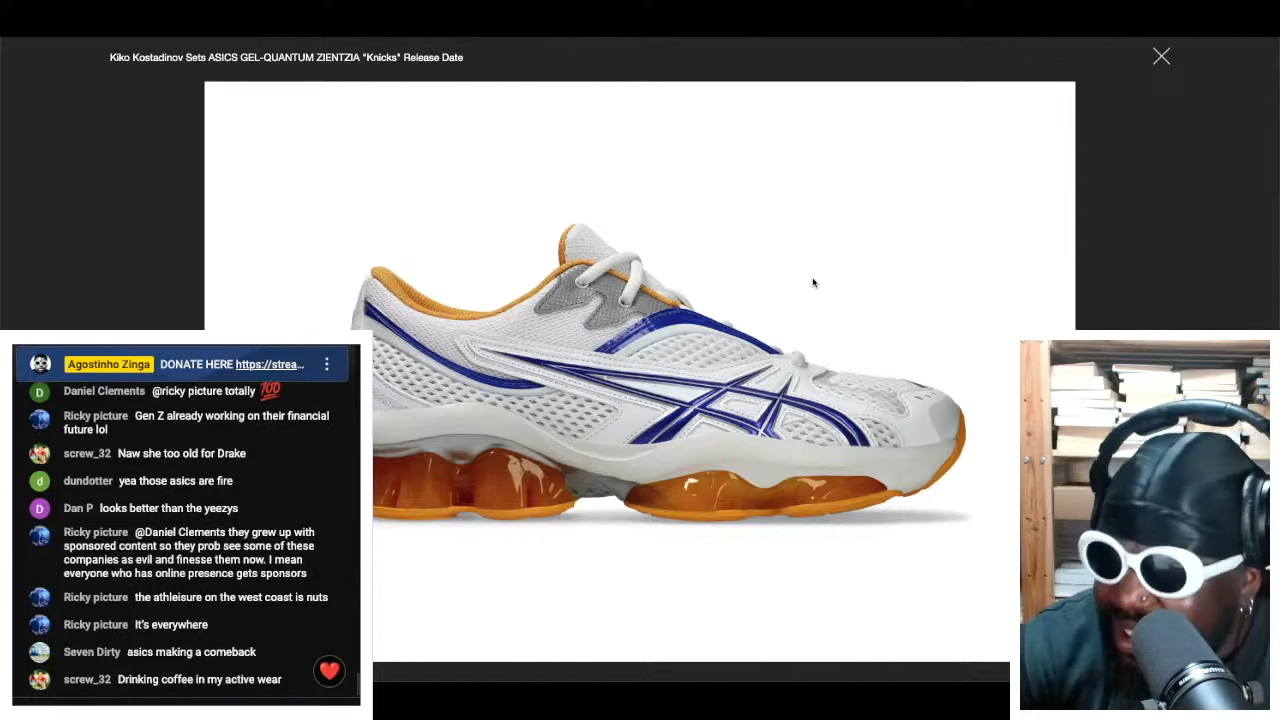 Kiko Kostadinov Sets ASICS GEL-QUANTUM ZIENTZIA "Knicks" Release Date
Agostinho Zinga DONATE HERE https://strea...
D Daniel Clements @ricky picture totally 💯
Ricky picture Gen Z already working on their financial
future lol
screw_32 Naw she too old for Drake
d dundotter yea those asics are fire
D Dan P looks better than the yeezys
Ricky picture @Daniel Clements they grew up with
sponsored content so they prob see some of these
companies as evil and finesse them now. I mean
everyone who has online presence gets sponsors
Ricky picture the athleisure on the west coast is nuts
Ricky picture It's everywhere
Seven Dirty asics making a comeback
screw_32 Drinking coffee in my active wear